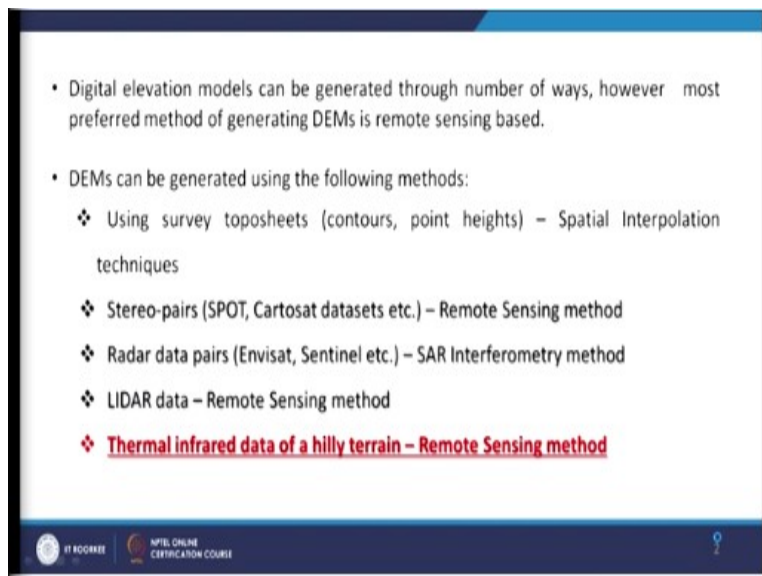 • Digital elevation models can be generated through number of ways, however most
preferred method of generating DEMs is remote sensing based.
• DEMs can be generated using the following methods:
❖ Using survey toposheets (contours, point heights) – Spatial Interpolation
techniques
❖ Stereo-pairs (SPOT, Cartosat datasets etc.) – Remote Sensing method
❖ Radar data pairs (Envisat, Sentinel etc.) – SAR Interferometry method
❖ LIDAR data – Remote Sensing method
❖ Thermal infrared data of a hilly terrain – Remote Sensing method
IIT ROORKEE
NPTEL ONLINE
CERTIFICATION COURSE
2